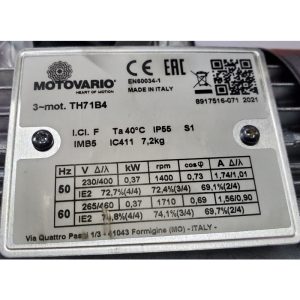 MOTOVARIO®
HEART OF MOTION
CE EAC
EN60034-1
MADE IN ITALY
3~mot. TH71B4
8917516-071 2021
I.Cl. F Ta 40°C IP55 S1
IMB5 IC411 7,2kg
Hz V Δ/λ kW rpm cosφ A Δ/λ
50 230/400 0,37 1400 0,73 1,74/1,01
IE2 72,7%(4/4) 72,4%(3/4) 69,1%(2/4)
60 265/460 0,37 1710 0,69 1,56/0,90
IE2 74,8%(4/4) 74,1%(3/4) 69,7%(2/4)
Via Quattro Passi 1/3 - 41043 Formigine (MO) - ITALY -